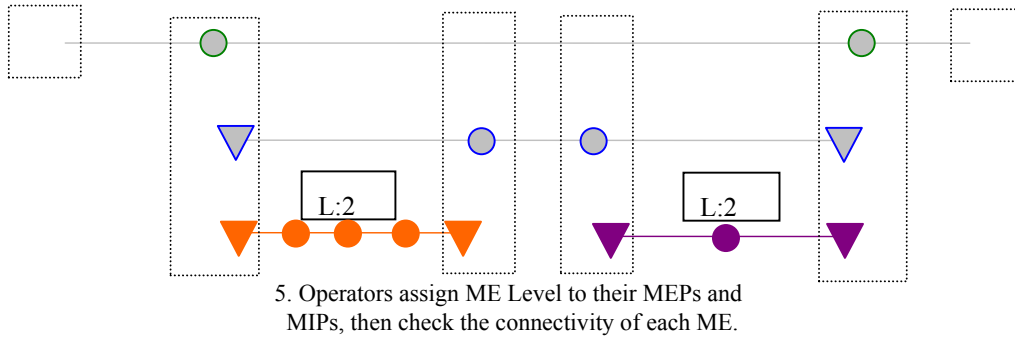 L:2
L:2
5. Operators assign ME Level to their MEPs and
MIPs, then check the connectivity of each ME.